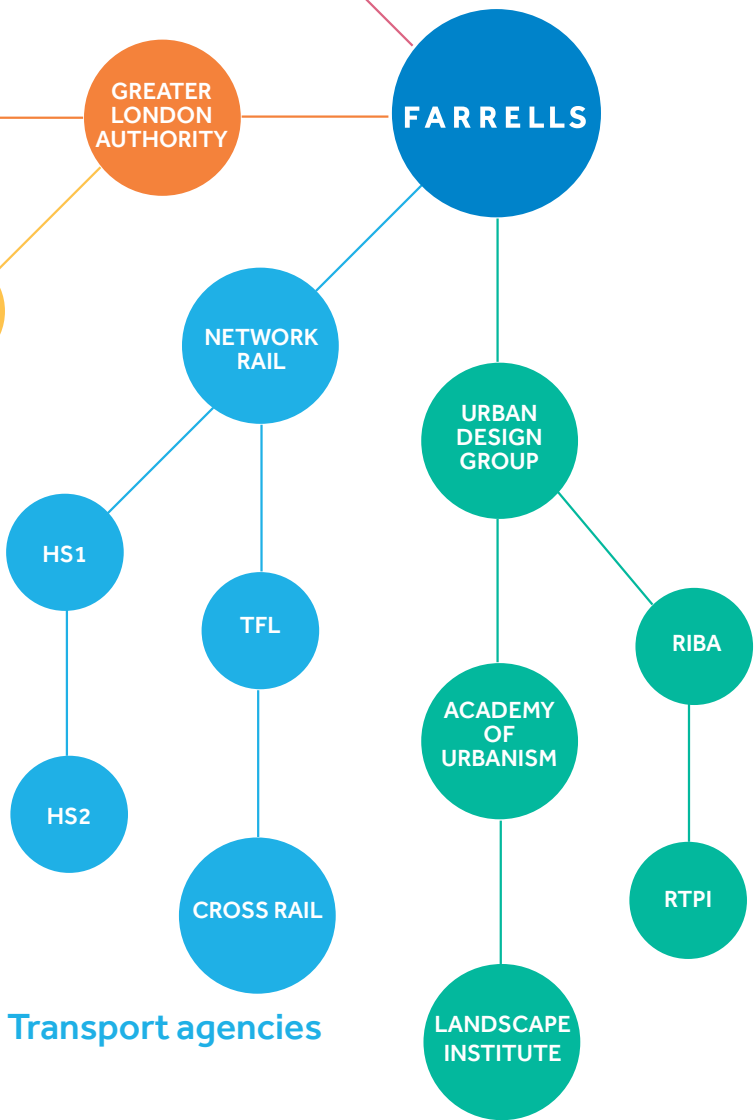 GREATER
LONDON
AUTHORITY
FARRELLS
NETWORK
RAIL
URBAN
DESIGN
GROUP
HS1
TFL
RIBA
ACADEMY
OF
URBANISM
HS2
CROSS RAIL
RTPI
Transport agencies
LANDSCAPE
INSTITUTE